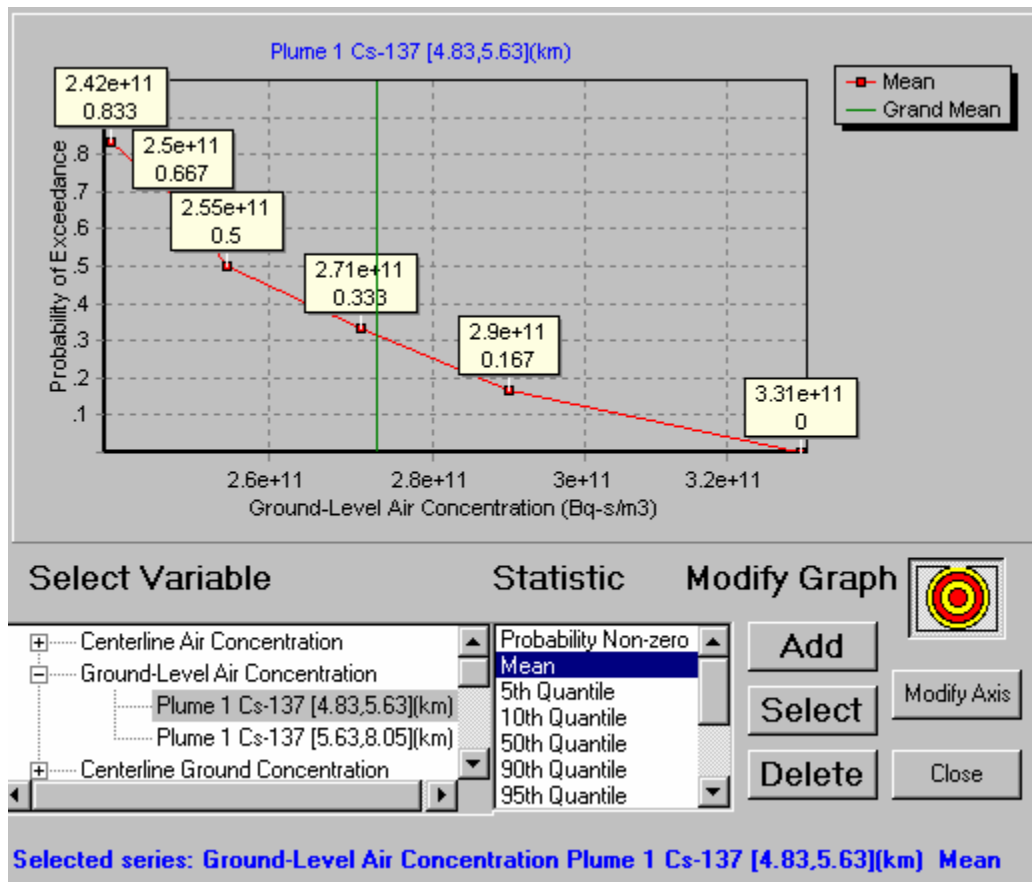 Plume 1 Cs-137 [4.83,5.63](km)
Mean
Grand Mean
2.42e+11
0.833
2.5e+11
0.667
2.55e+11
0.5
2.71e+11
0.333
2.9e+11
0.167
3.31e+11
0
Probability of Exceedance
.8
.7
.6
.5
.4
.3
.2
.1
2.6e+11 2.8e+11 3e+11 3.2e+11
Ground-Level Air Concentration (Bq-s/m3)
Select Variable
Centerline Air Concentration
Ground-Level Air Concentration
Plume 1 Cs-137 [4.83,5.63](km)
Plume 1 Cs-137 [5.63,8.05](km)
Centerline Ground Concentration
Statistic
Probability Non-zero
Mean
5th Quantile
10th Quantile
50th Quantile
90th Quantile
95th Quantile
Modify Graph
Add
Select
Delete
Modify Axis
Close
Selected series: Ground-Level Air Concentration Plume 1 Cs-137 [4.83,5.63](km) Mean